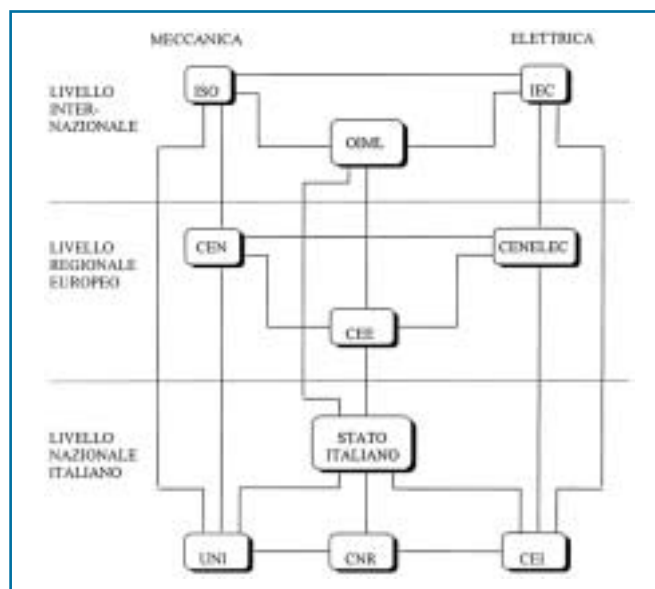 MECCANICA
ELETTRICA
LIVELLO
INTER-
NAZIONALE
ISO
IEC
OIML
LIVELLO
REGIONALE
EUROPEO
CEN
CENELEC
CEE
LIVELLO
NAZIONALE
ITALIANO
STATO
ITALIANO
UNI
CNR
CEI